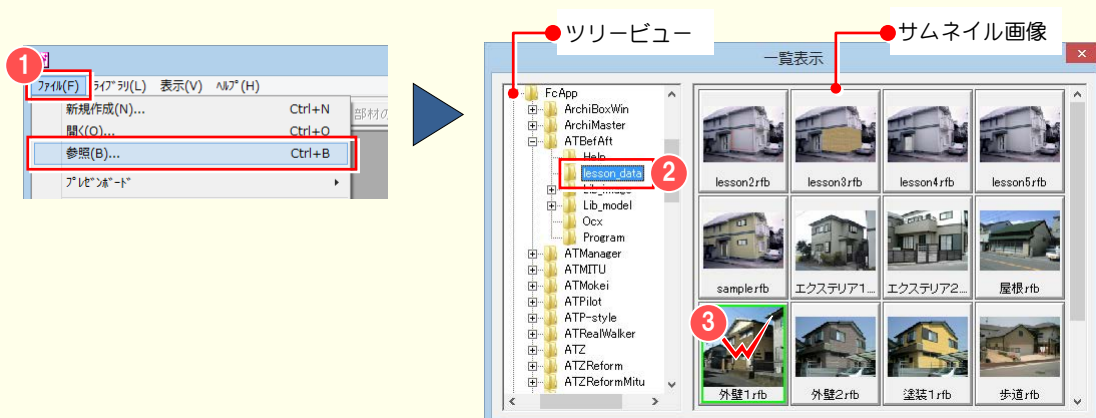 1
ファイル(F) ライブラリ(L) 表示(V) ヘルプ(H)
新規作成(N)... Ctrl+N
開く(O)... Ctrl+O
参照(B)... Ctrl+B
プレゼンボード
部材の
ツリービュー
サムネイル画像
一覧表示
×
FcApp
ArchiBoxWin
ArchiMaster
ATBefAft
Help
lesson_data
2
Lib_image
Lib_model
Ocx
Program
ATManager
ATMITU
ATMokei
ATPilot
ATP-style
ATRealWalker
ATZ
ATZReform
ATZReformMitu
lesson2.rfb lesson3.rfb lesson4.rfb lesson5.rfb
sample.rfb エクステリア1... エクステリア2... 屋根.rfb
3
外壁1.rfb 外壁2.rfb 塗装1.rfb 歩道.rfb